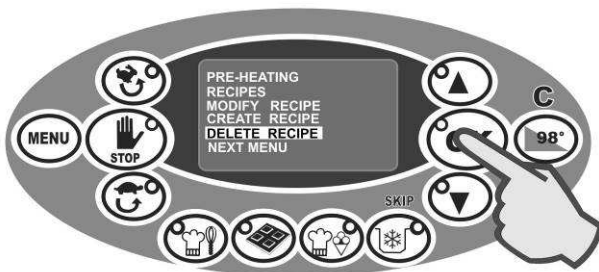 PRE-HEATING
RECIPES
MODIFY RECIPE
CREATE RECIPE
DELETE RECIPE
NEXT MENU
MENU
STOP
C
98°
SKIP